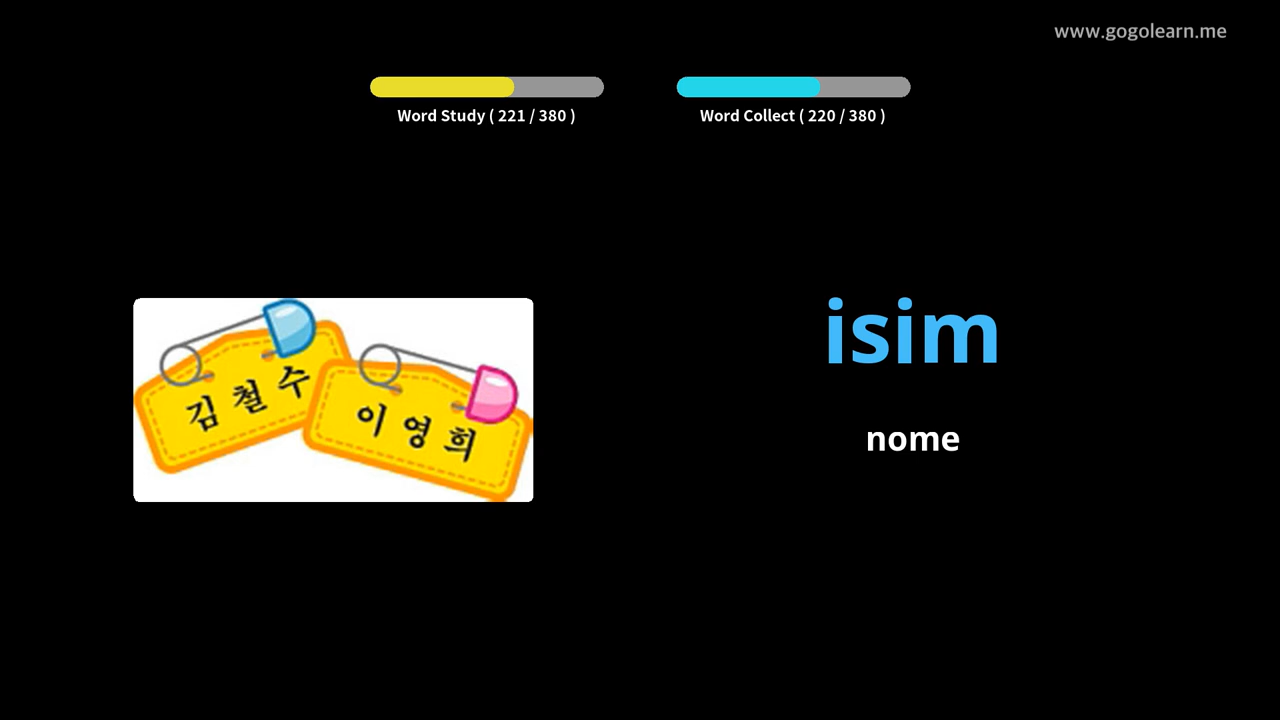 www.gogolearn.me
Word Study ( 221 / 380 )
Word Collect ( 220 / 380 )
김철수
이영희
isim
nome